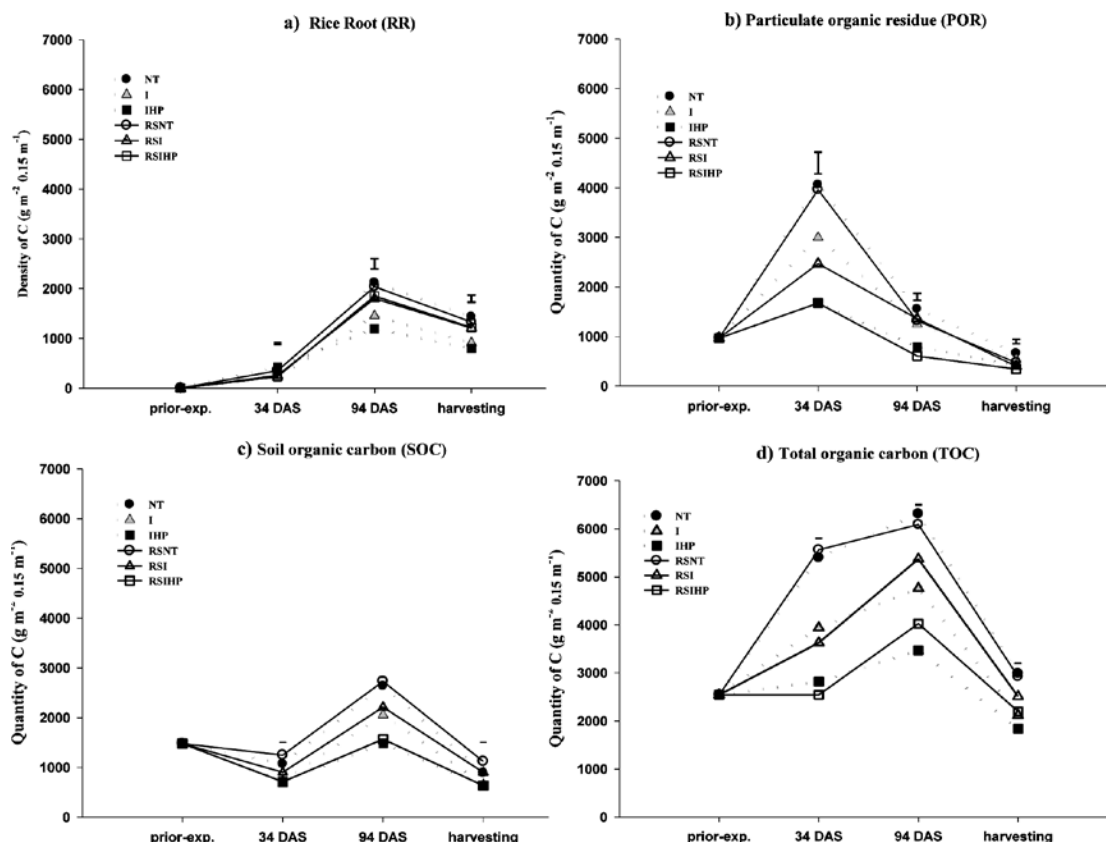 a) Rice Root (RR)
7000
6000
5000
4000
3000
2000
1000
0
Density of C (g m⁻² 0.15 m⁻¹)
NT
I
IHP
RSNT
RSI
RSIHP
prior-exp. 34 DAS 94 DAS harvesting
b) Particulate organic residue (POR)
7000
6000
5000
4000
3000
2000
1000
0
Quantity of C (g m⁻² 0.15 m⁻¹)
NT
I
IHP
RSNT
RSI
RSIHP
prior-exp. 34 DAS 94 DAS harvesting
c) Soil organic carbon (SOC)
7000
6000
5000
4000
3000
2000
1000
0
Quantity of C (g m⁻² 0.15 m⁻¹)
NT
I
IHP
RSNT
RSI
RSIHP
prior-exp. 34 DAS 94 DAS harvesting
d) Total organic carbon (TOC)
7000
6000
5000
4000
3000
2000
1000
0
Quantity of C (g m⁻² 0.15 m⁻¹)
NT
I
IHP
RSNT
RSI
RSIHP
prior-exp. 34 DAS 94 DAS harvesting